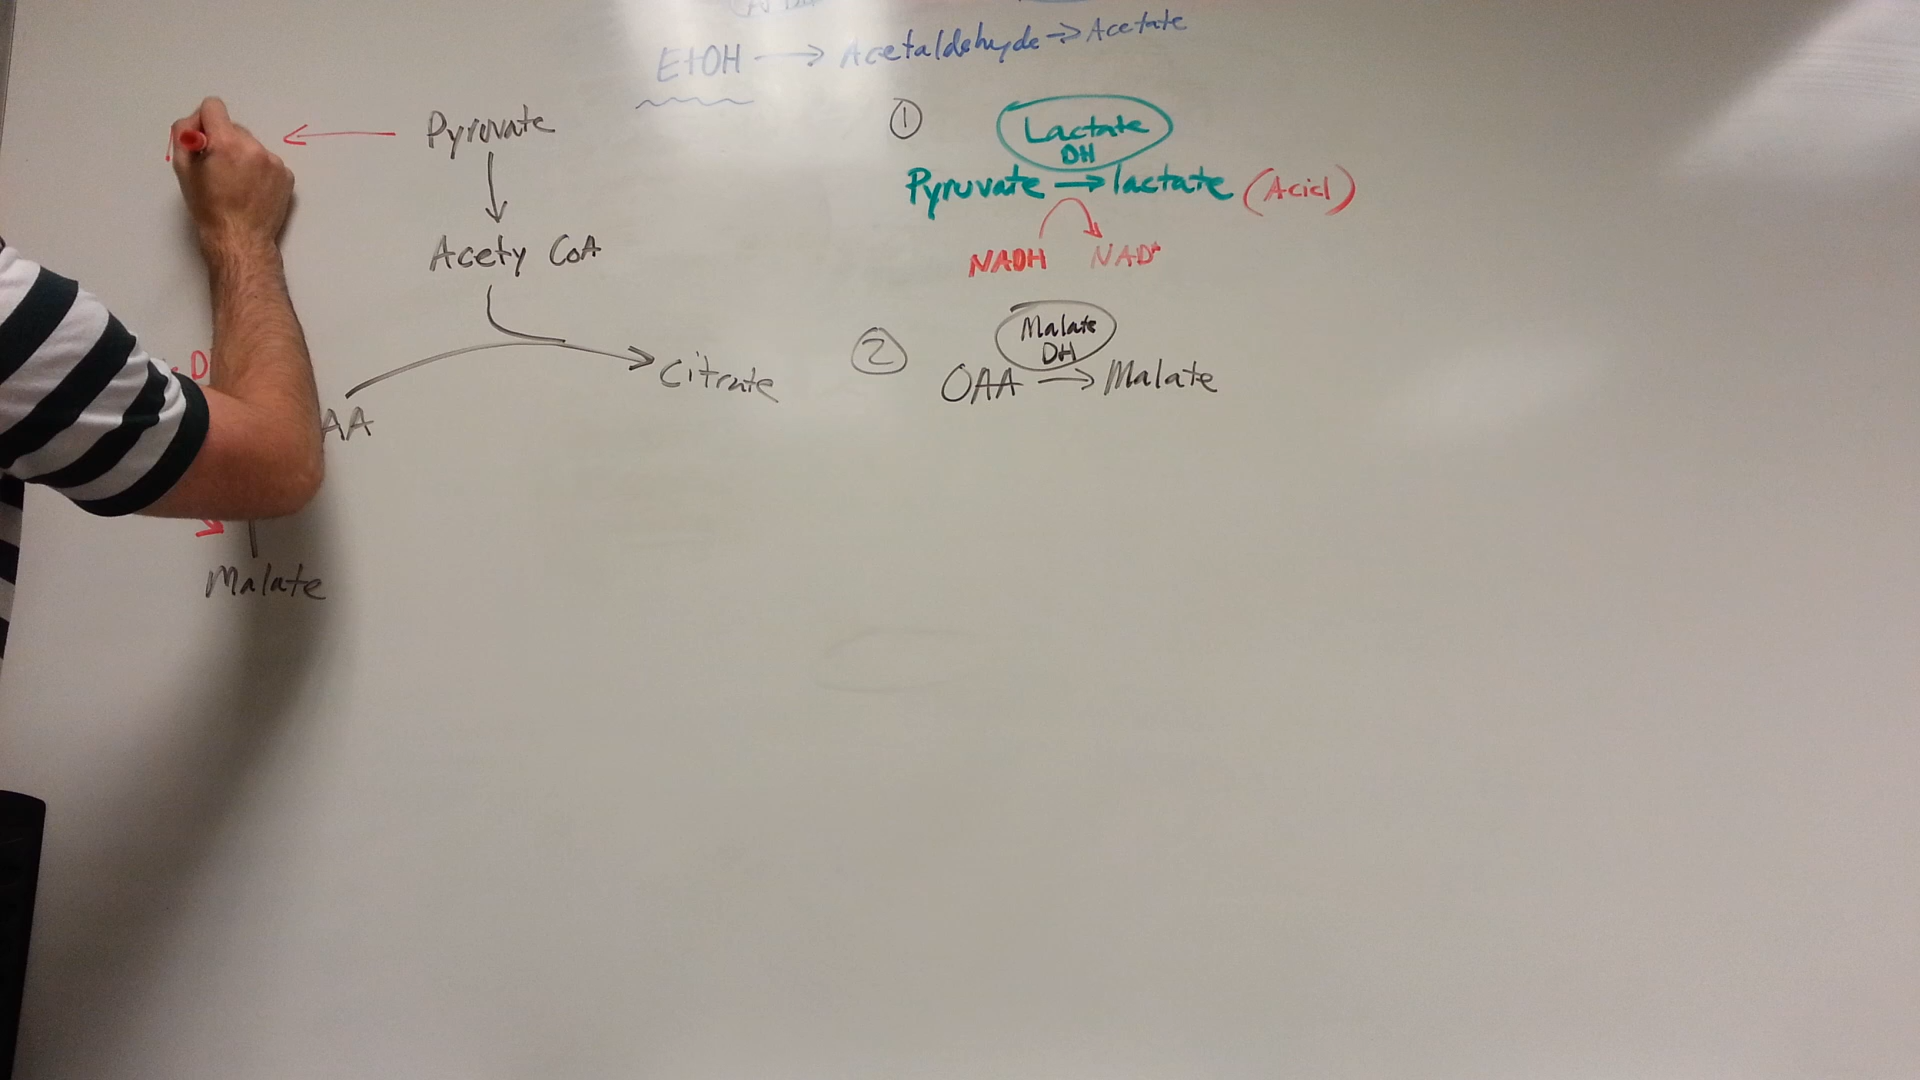 EtOH → Acetaldehyde → Acetate
← Pyruvate
↓
Acety CoA
→ Citrate
AA
Malate
① Lactate
DH
Pyruvate → lactate (Acid)
NADH NAD+
② Malate
DH
OAA → Malate